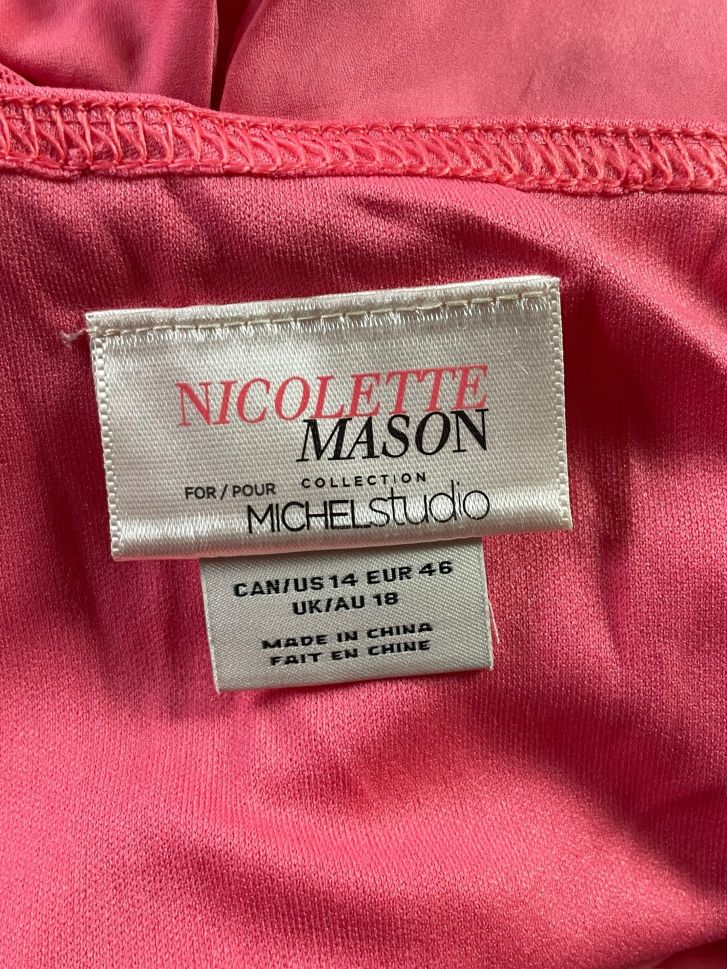 NICOLETTE
MASON
FOR / POUR COLLECTION
MICHELstudio
CAN/US 14 EUR 46
UK/AU 18
MADE IN CHINA
FAIT EN CHINE